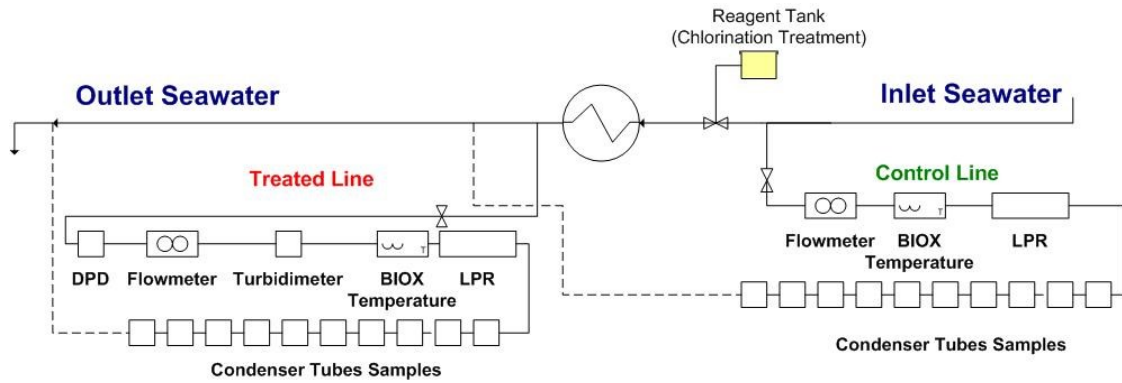 Reagent Tank
(Chlorination Treatment)
Outlet Seawater
Inlet Seawater
Treated Line
Control Line
Flowmeter
BIOX
Temperature
T
LPR
DPD
Flowmeter
Turbidimeter
BIOX
Temperature
T
LPR
Condenser Tubes Samples
Condenser Tubes Samples